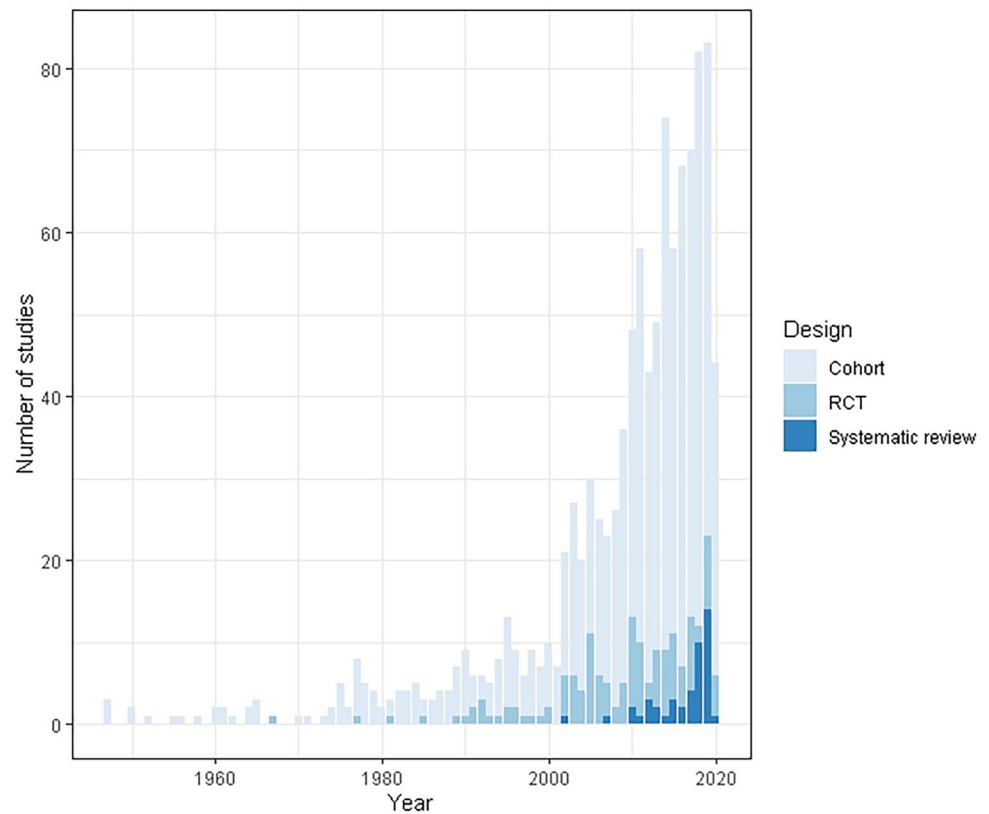 80
60
40
20
0
Number of studies
1960
1980
2000
2020
Year
Design
Cohort
RCT
Systematic review